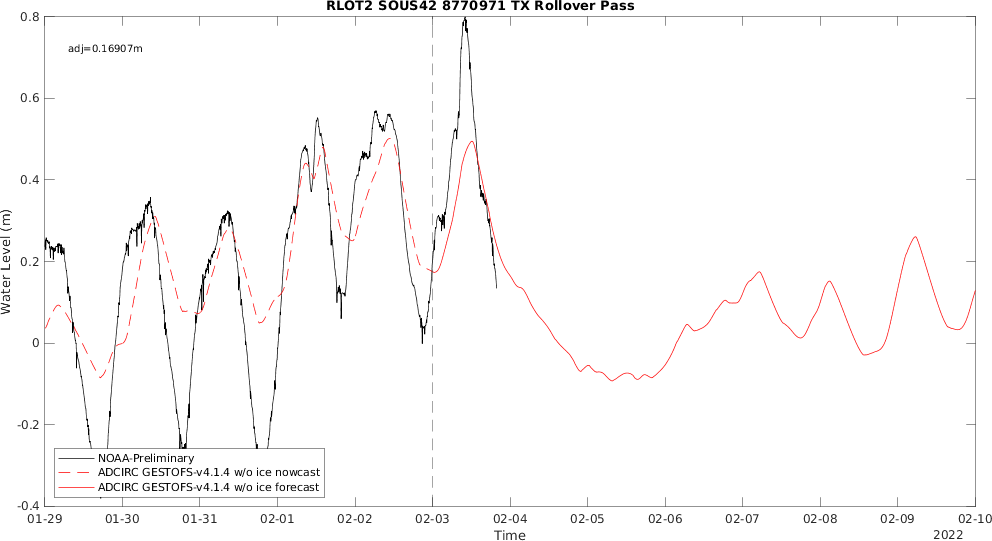 RLOT2 SOUS42 8770971 TX Rollover Pass
adj=0.16907m
Water Level (m)
0.8
0.6
0.4
0.2
0
-0.2
-0.4
NOAA-Preliminary
ADCIRC GESTOFS-v4.1.4 w/o ice nowcast
ADCIRC GESTOFS-v4.1.4 w/o ice forecast
01-29 01-30 01-31 02-01 02-02 02-03 02-04 02-05 02-06 02-07 02-08 02-09 02-10
Time
2022